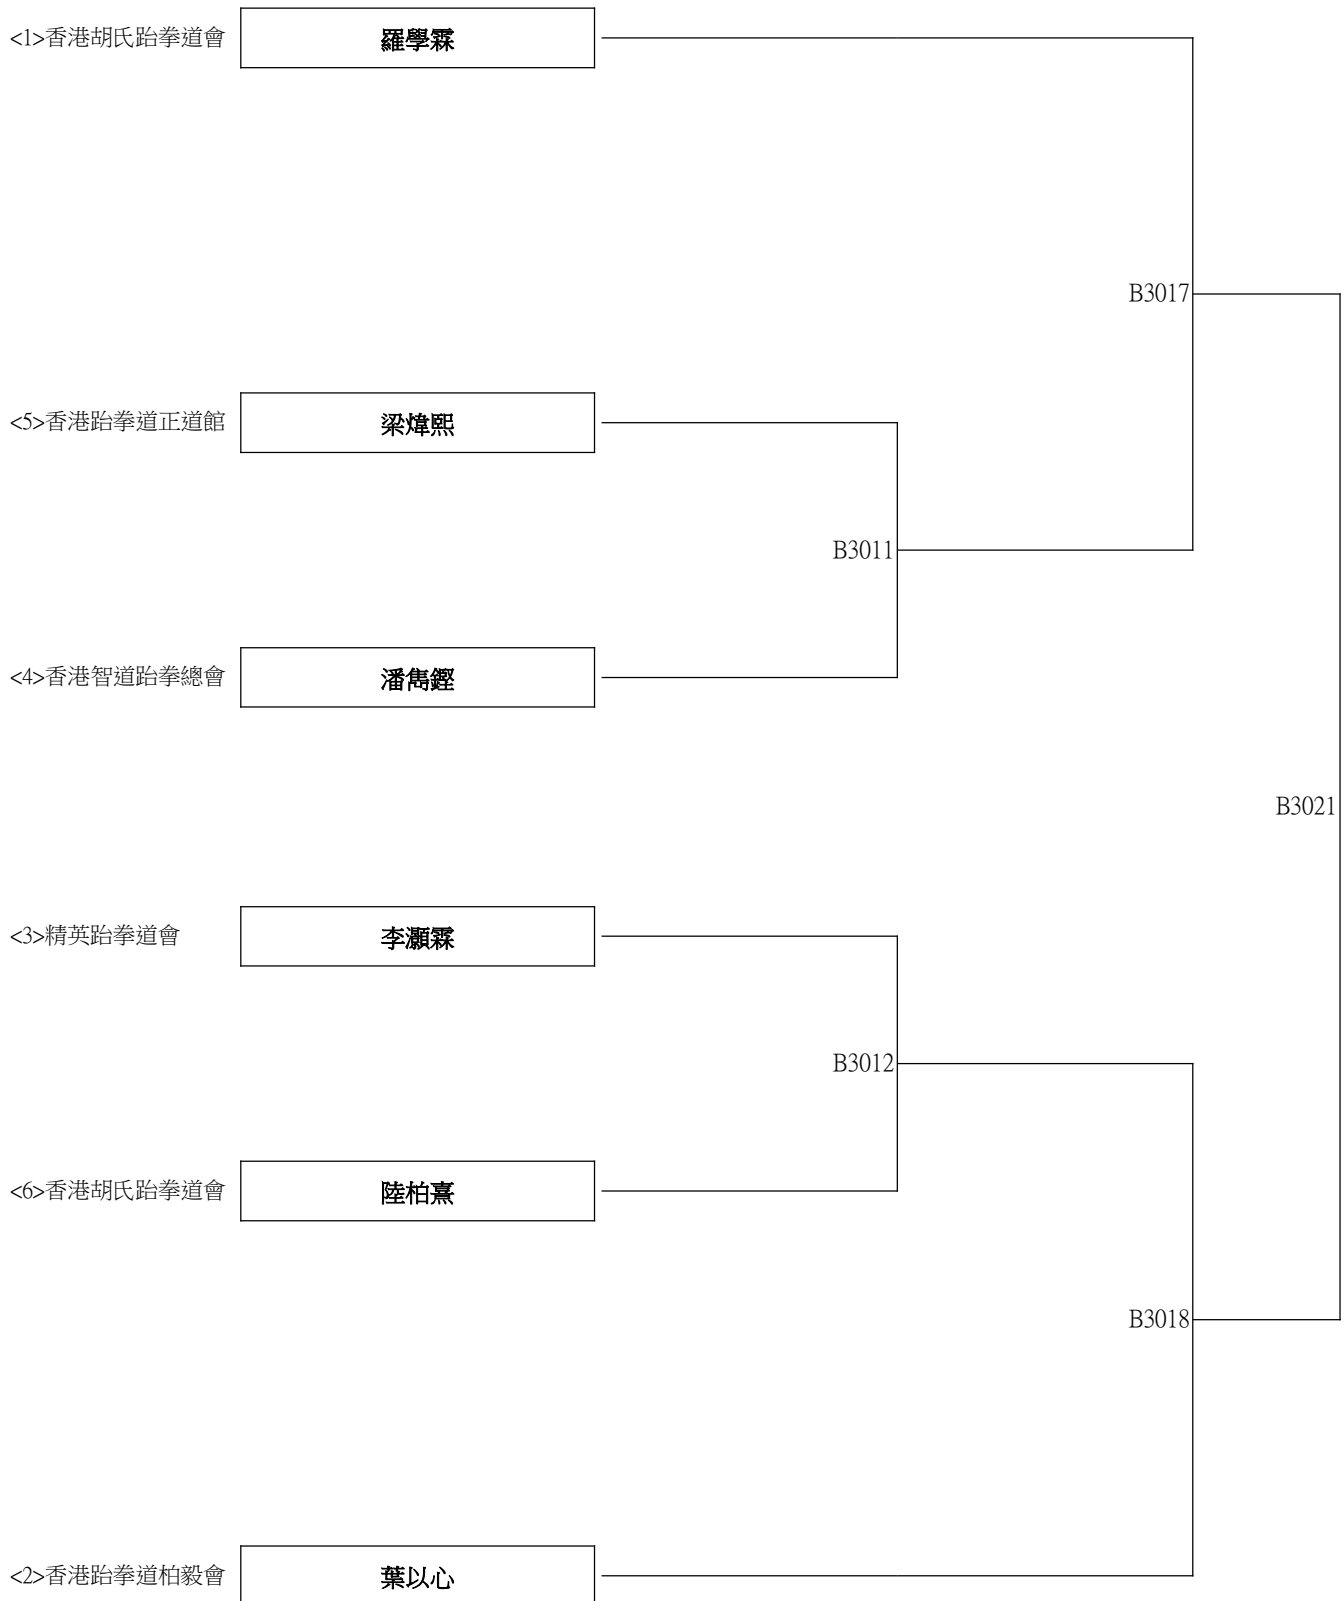 <1>香港胡氏跆拳道會 羅學霖
B3017
<5>香港跆拳道正道館 梁煒熙
B3011
<4>香港智道跆拳總會 潘雋鏗
B3021
<3>精英跆拳道會 李灝霖
B3012
<6>香港胡氏跆拳道會 陸柏熹
B3018
<2>香港跆拳道柏毅會 葉以心